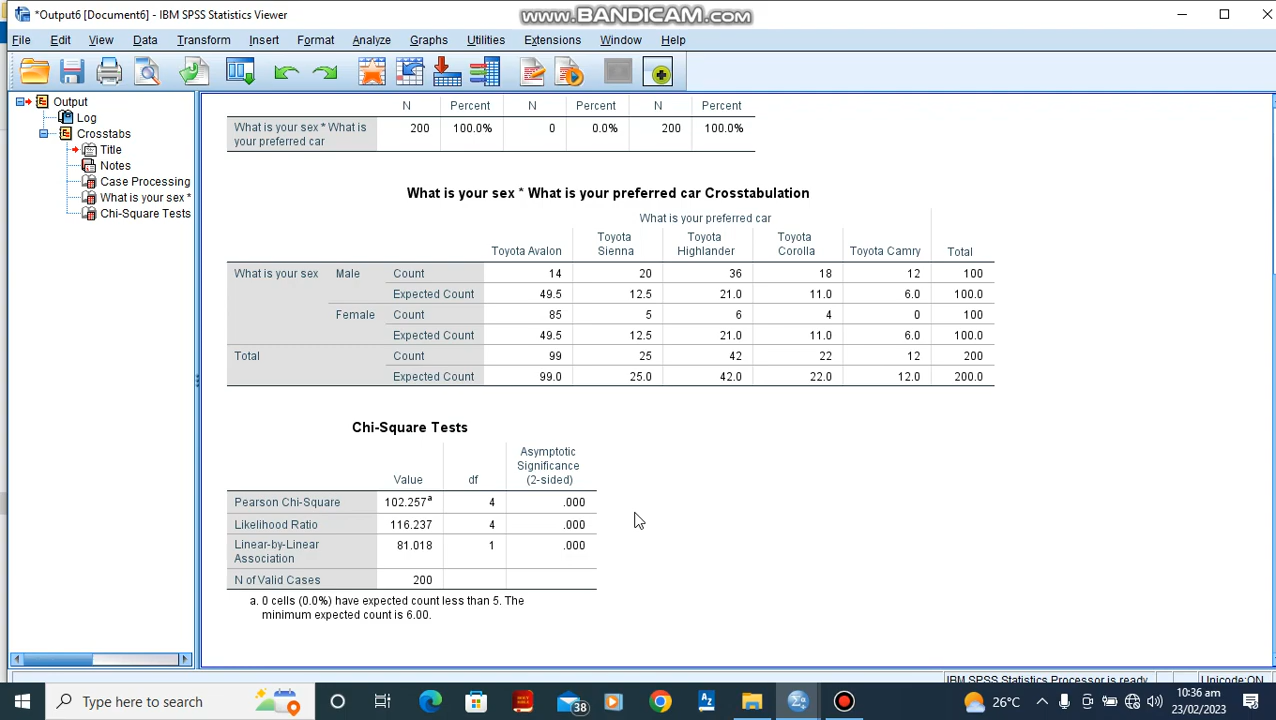 *Output6 [Document6] - IBM SPSS Statistics Viewer
www.BANDICAM.com
File Edit View Data Transform Insert Format Analyze Graphs Utilities Extensions Window Help
Output
Log
Crosstabs
Title
Notes
Case Processing
What is your sex *
Chi-Square Tests
N Percent N Percent N Percent
What is your sex * What is your preferred car 200 100.0% 0 0.0% 200 100.0%
What is your sex * What is your preferred car Crosstabulation
What is your preferred car
Toyota Avalon Toyota Sienna Toyota Highlander Toyota Corolla Toyota Camry Total
What is your sex Male Count 14 20 36 18 12 100
Expected Count 49.5 12.5 21.0 11.0 6.0 100.0
Female Count 85 5 6 4 0 100
Expected Count 49.5 12.5 21.0 11.0 6.0 100.0
Total Count 99 25 42 22 12 200
Expected Count 99.0 25.0 42.0 22.0 12.0 200.0
Chi-Square Tests
Value df Asymptotic Significance (2-sided)
Pearson Chi-Square 102.257a 4 .000
Likelihood Ratio 116.237 4 .000
Linear-by-Linear Association 81.018 1 .000
N of Valid Cases 200
a. 0 cells (0.0%) have expected count less than 5. The
minimum expected count is 6.00.
IBM SPSS Statistics Processor is ready Unicode:ON
Type here to search
38
26°C
10:36 am
23/02/2023